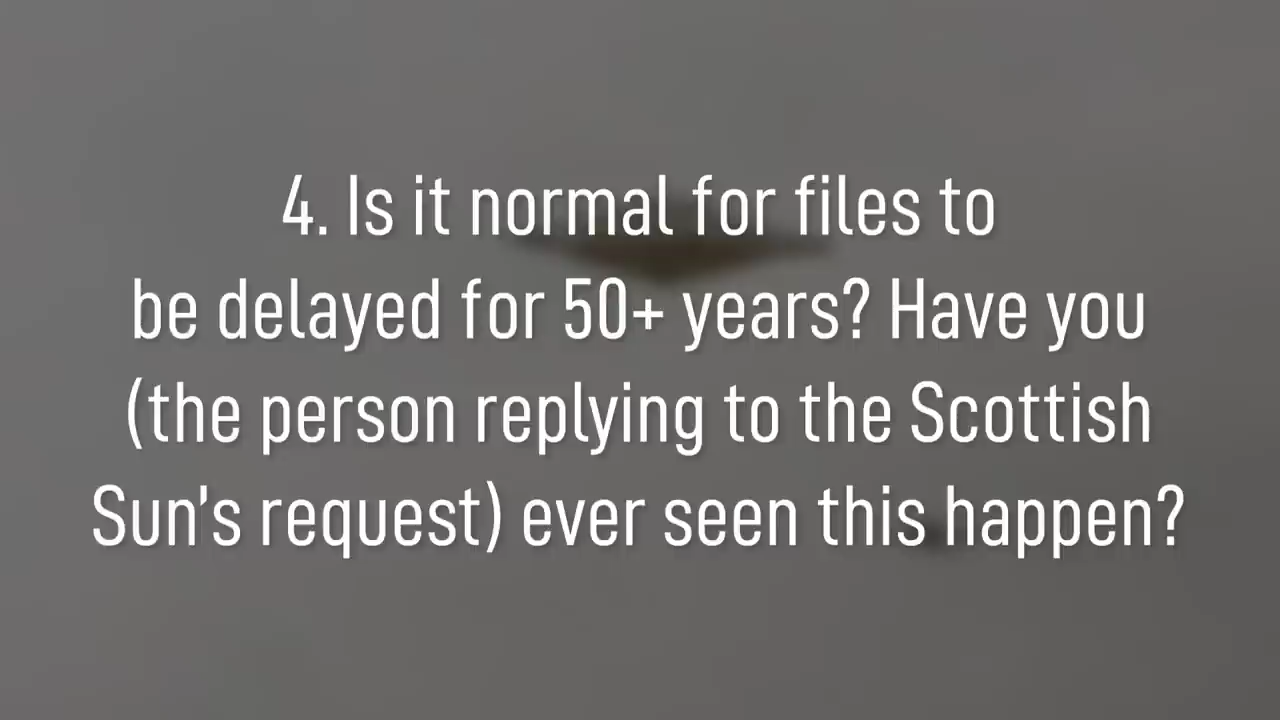 4. Is it normal for files to
be delayed for 50+ years? Have you
(the person replying to the Scottish
Sun's request) ever seen this happen?